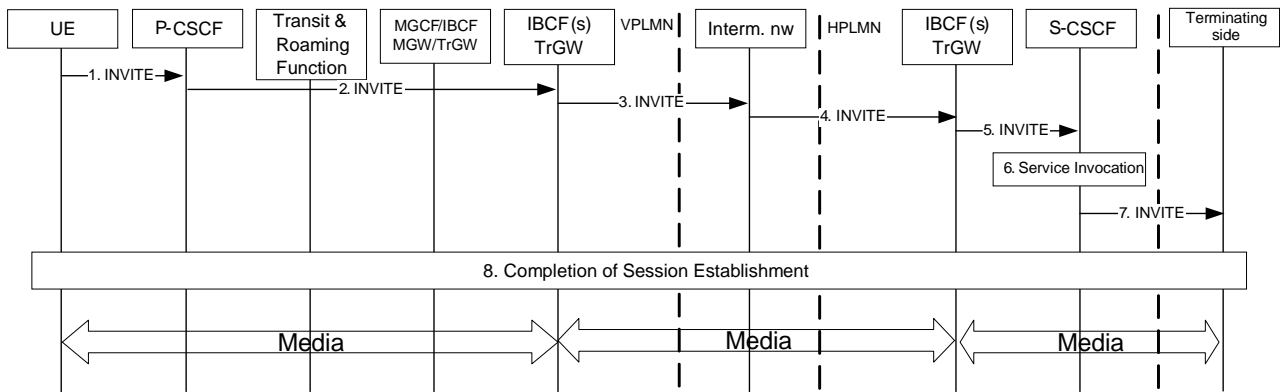 UE
P-CSCF
Transit &
Roaming
Function
MGCF/IBCF
MGW/TrGW
IBCF (s)
TrGW
VPLMN
Interm. nw
HPLMN
IBCF (s)
TrGW
S-CSCF
Terminating
side
1. INVITE
2. INVITE
3. INVITE
4. INVITE
5. INVITE
6. Service Invocation
7. INVITE
8. Completion of Session Establishment
Media
Media
Media